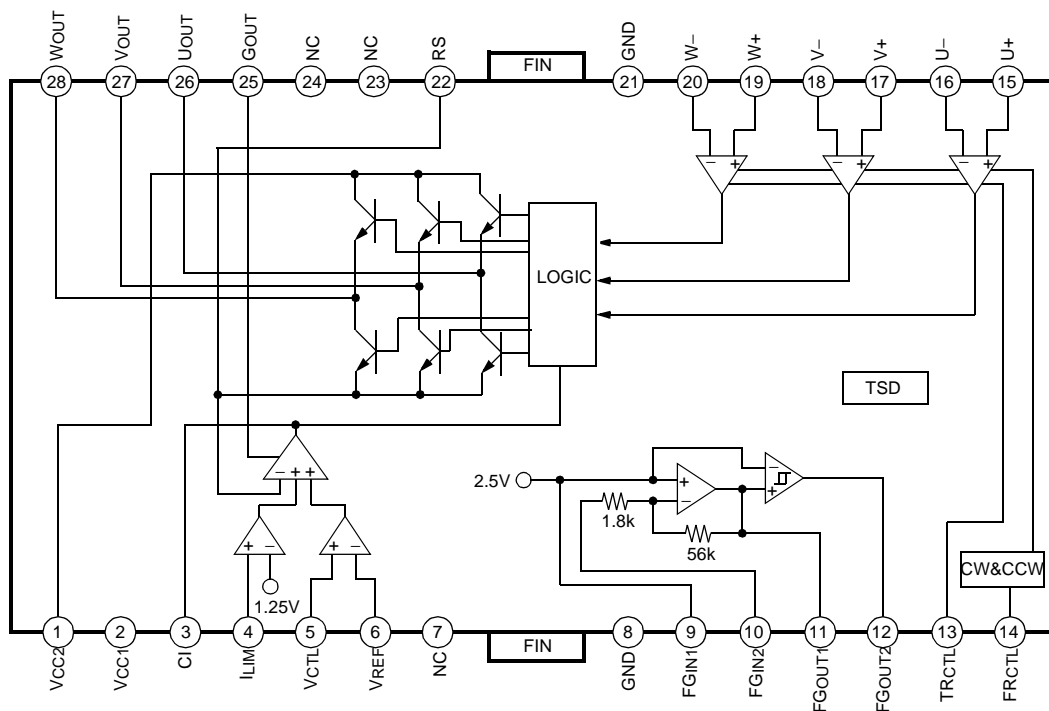 WOUT
VOUT
UOUT
GOUT
NC
NC
RS
GND
W−
W+
V−
V+
U−
U+
28
27
26
25
24
23
22
FIN
21
20
19
18
17
16
15
− +
− +
− +
LOGIC
TSD
− + +
2.5V
+
−
−
+
1.8k
56k
+ −
+ −
1.25V
CW&CCW
1
2
3
4
5
6
7
FIN
8
9
10
11
12
13
14
VCC2
VCC1
CI
ILIM
VCTL
VREF
NC
GND
FGIN1
FGIN2
FGOUT1
FGOUT2
TRCTL
FRCTL